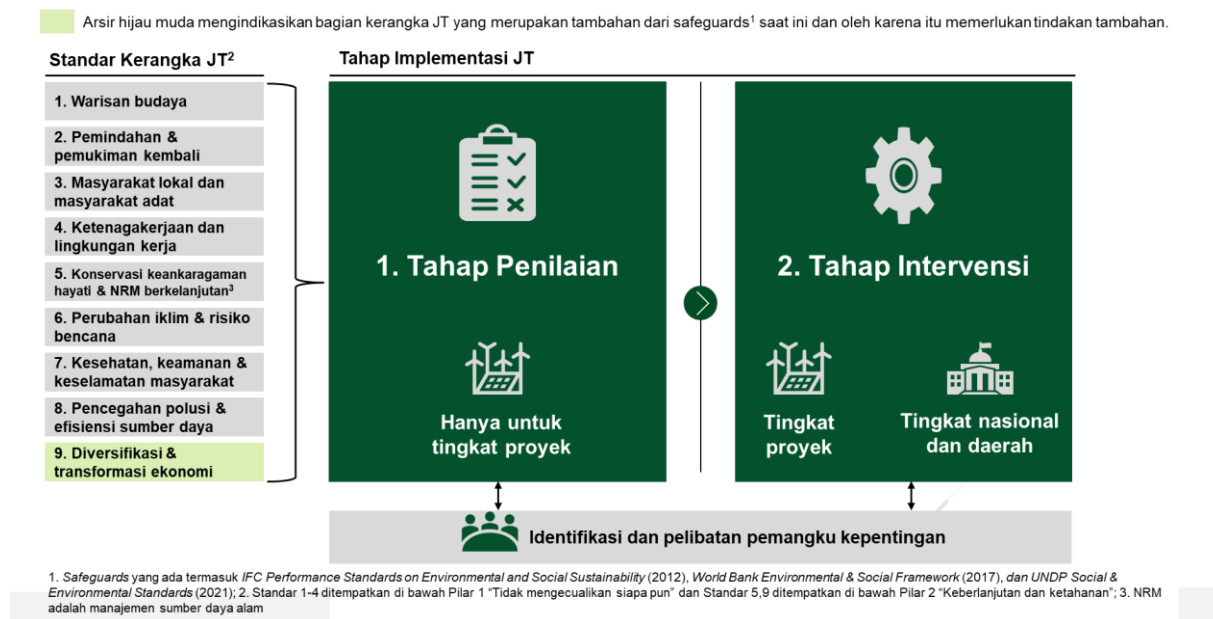 Arsir hijau muda mengindikasikan bagian kerangka JT yang merupakan tambahan dari safeguards¹ saat ini dan oleh karena itu memerlukan tindakan tambahan.
Standar Kerangka JT²
1. Warisan budaya
2. Pemindahan &
pemukiman kembali
3. Masyarakat lokal dan
masyarakat adat
4. Ketenagakerjaan dan
lingkungan kerja
5. Konservasi keankaragaman
hayati & NRM berkelanjutan³
6. Perubahan iklim & risiko
bencana
7. Kesehatan, keamanan &
keselamatan masyarakat
8. Pencegahan polusi &
efisiensi sumber daya
9. Diversifikasi &
transformasi ekonomi
Tahap Implementasi JT
1. Tahap Penilaian
Hanya untuk
tingkat proyek
2. Tahap Intervensi
Tingkat
proyek
Tingkat nasional
dan daerah
Identifikasi dan pelibatan pemangku kepentingan
1. Safeguards yang ada termasuk IFC Performance Standards on Environmental and Social Sustainability (2012), World Bank Environmental & Social Framework (2017), dan UNDP Social &
Environmental Standards (2021); 2. Standar 1-4 ditempatkan di bawah Pilar 1 “Tidak mengecualikan siapa pun” dan Standar 5,9 ditempatkan di bawah Pilar 2 “Keberlanjutan dan ketahanan”; 3. NRM
adalah manajemen sumber daya alam